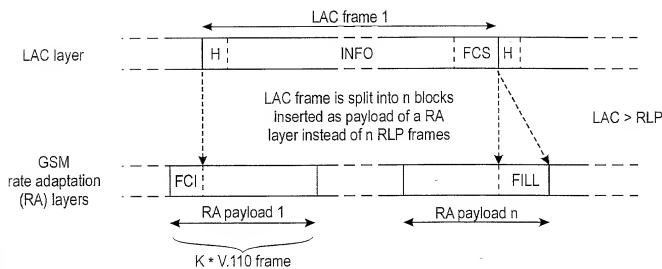 LAC frame 1
LAC layer
H
INFO
FCS
H
LAC frame is split into n blocks
inserted as payload of a RA
layer instead of n RLP frames
LAC > RLP
GSM
rate adaptation
(RA) layers
FCI
FILL
RA payload 1
RA payload n
K * V.110 frame